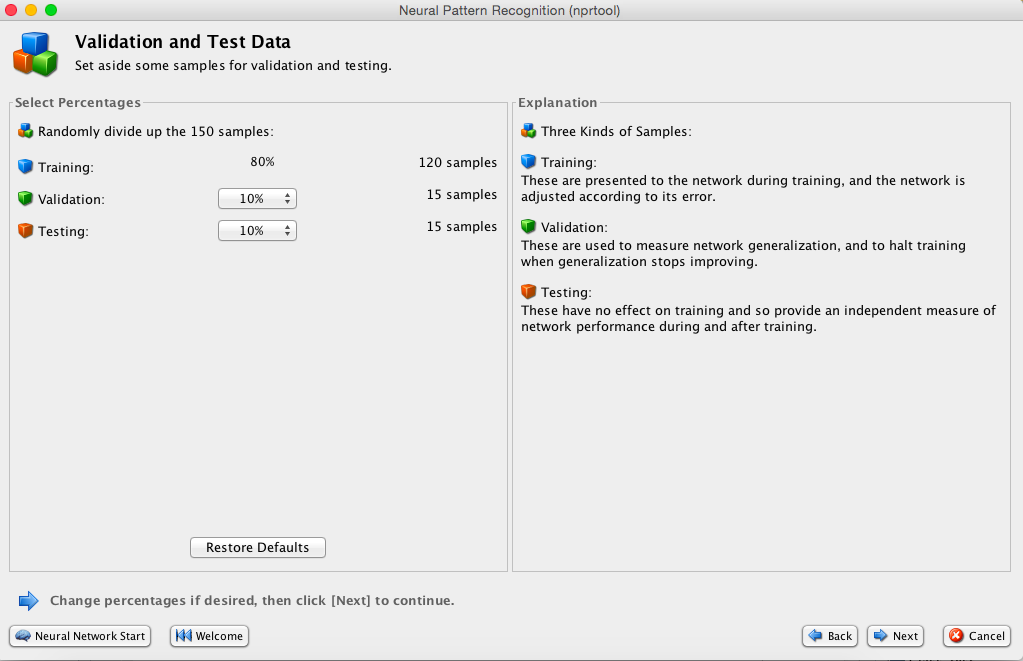 Neural Pattern Recognition (nprtool)
Validation and Test Data
Set aside some samples for validation and testing.
Select Percentages
Randomly divide up the 150 samples:
Training: 80% 120 samples
Validation: 10% 15 samples
Testing: 10% 15 samples
Restore Defaults
Explanation
Three Kinds of Samples:
Training:
These are presented to the network during training, and the network is
adjusted according to its error.
Validation:
These are used to measure network generalization, and to halt training
when generalization stops improving.
Testing:
These have no effect on training and so provide an independent measure of
network performance during and after training.
Change percentages if desired, then click [Next] to continue.
Neural Network Start Welcome Back Next Cancel